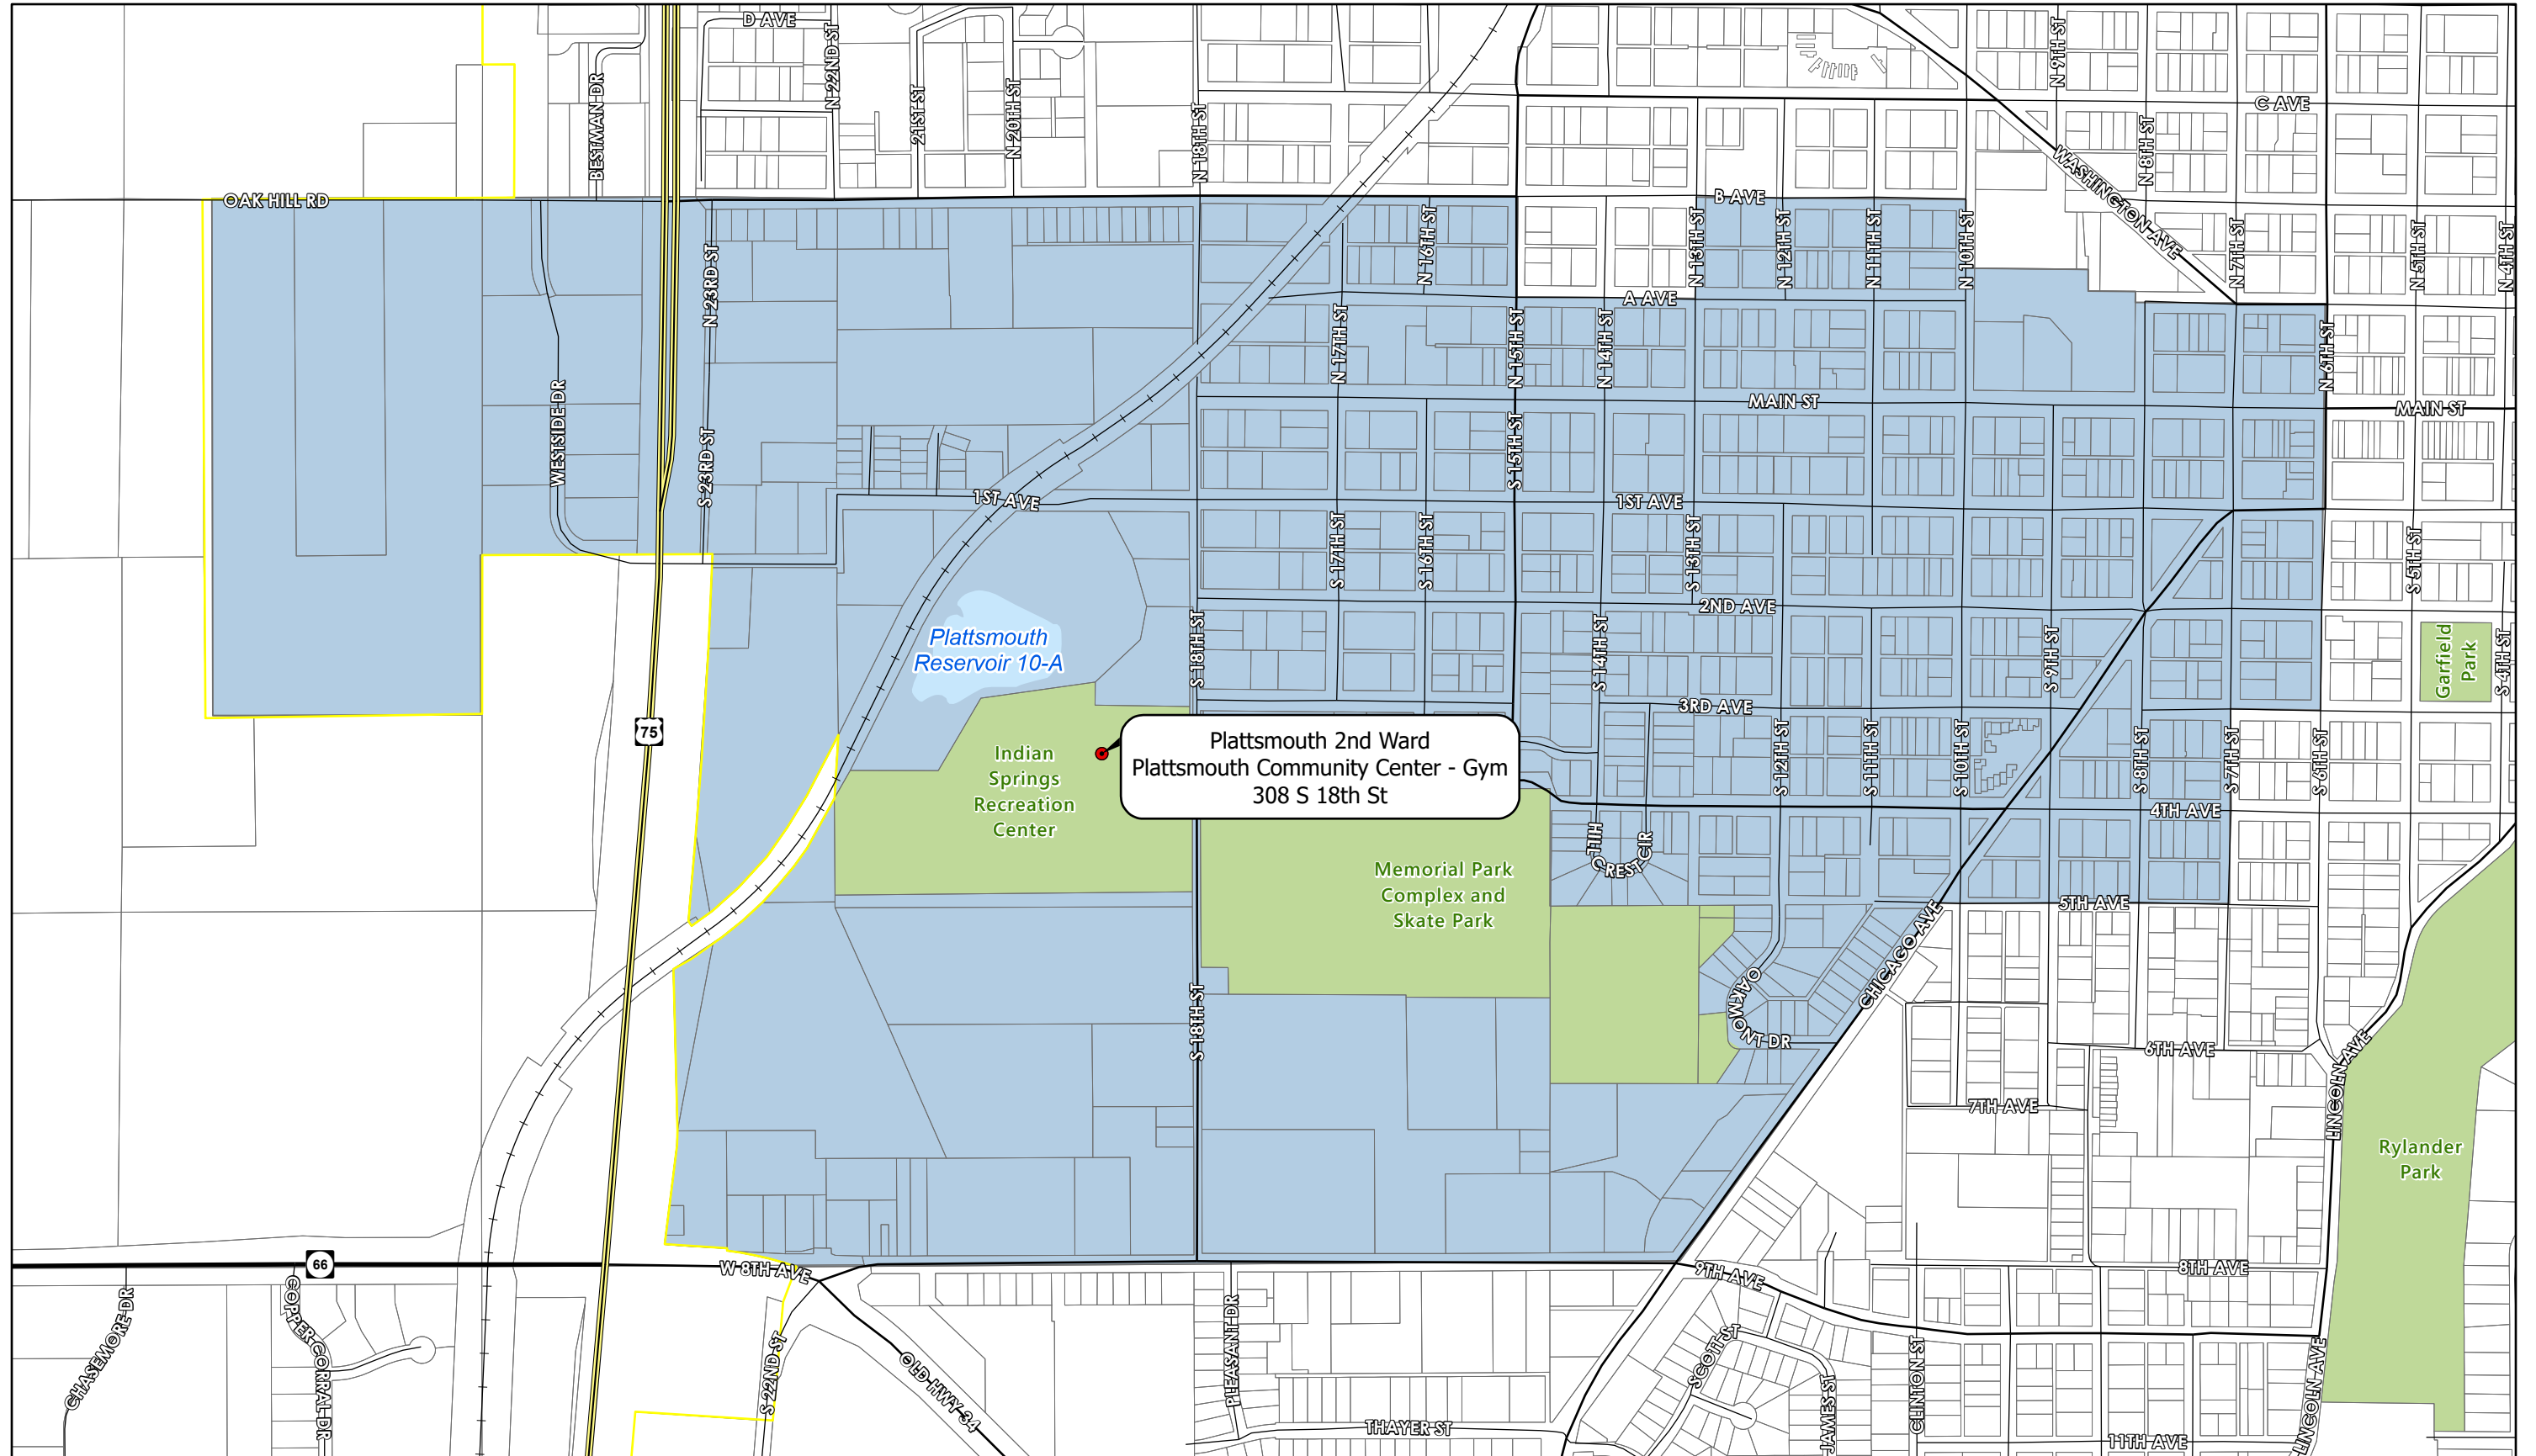 D AVE
N 22ND ST
21ST ST
N 20TH ST
BESTMAN DR
N 18TH ST
N 9TH ST
C AVE
N 8TH ST
WASHINGTON AVE
OAK HILL RD
B AVE
N 23RD ST
N 16TH ST
N 13TH ST
N 12TH ST
N 11TH ST
N 10TH ST
N 7TH ST
N 5TH ST
N 4TH ST
A AVE
N 17TH ST
N 15TH ST
N 14TH ST
N 6TH ST
WESTSIDE DR
MAIN ST
MAIN ST
S 23RD ST
S 15TH ST
1ST AVE
1ST AVE
S 17TH ST
S 16TH ST
S 13TH ST
S 5TH ST
2ND AVE
Plattsmouth
Reservoir 10-A
S 18TH ST
S 14TH ST
S 9TH ST
Garfield
Park
S 4TH ST
3RD AVE
75
Indian
Springs
Recreation
Center
Plattsmouth 2nd Ward
Plattsmouth Community Center - Gym
308 S 18th St
S 12TH ST
S 11TH ST
S 10TH ST
S 8TH ST
S 7TH ST
S 6TH ST
4TH AVE
HILL CREST CIR
Memorial Park
Complex and
Skate Park
5TH AVE
CHICAGO AVE
OAKMONT DR
S 18TH ST
6TH AVE
LINCOLN AVE
LINCOLN AVE
7TH AVE
Rylander
Park
66
W 8TH AVE
9TH AVE
8TH AVE
CHASEMORE DR
COPPER CORRAL DR
S 22ND ST
OLD HWY 34
PLEASANT DR
SCOTT ST
JAMES ST
CLINTON ST
LINCOLN AVE
THAYER ST
11TH AVE